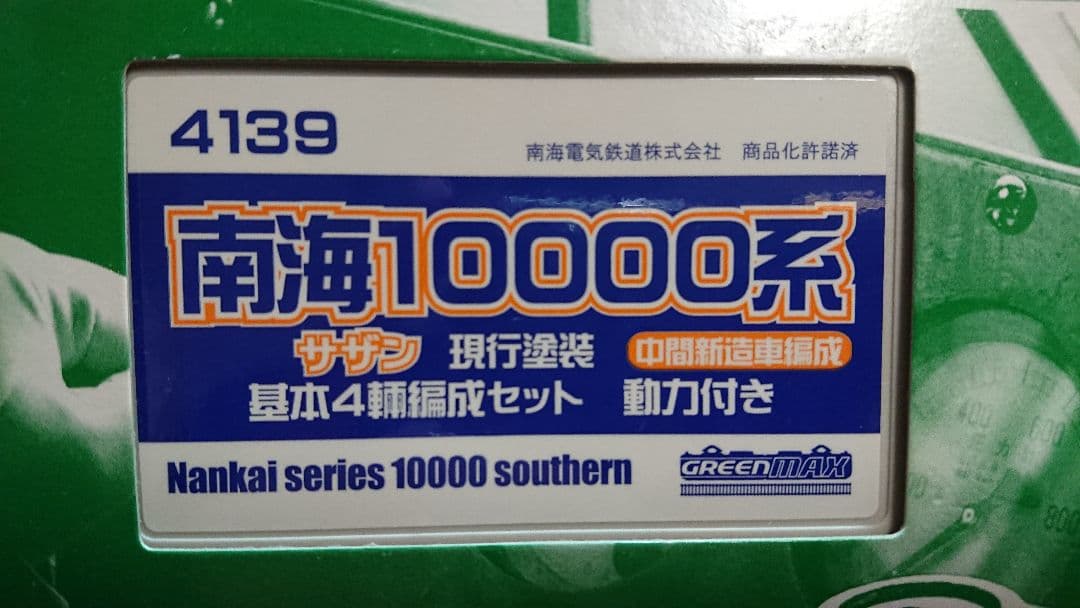 4139
南海電気鉄道株式会社 商品化許諾済
南海10000系
サザン 現行塗装 中間新造車編成
基本4輛編成セット 動力付き
Nankai series 10000 southern
GREENMAX